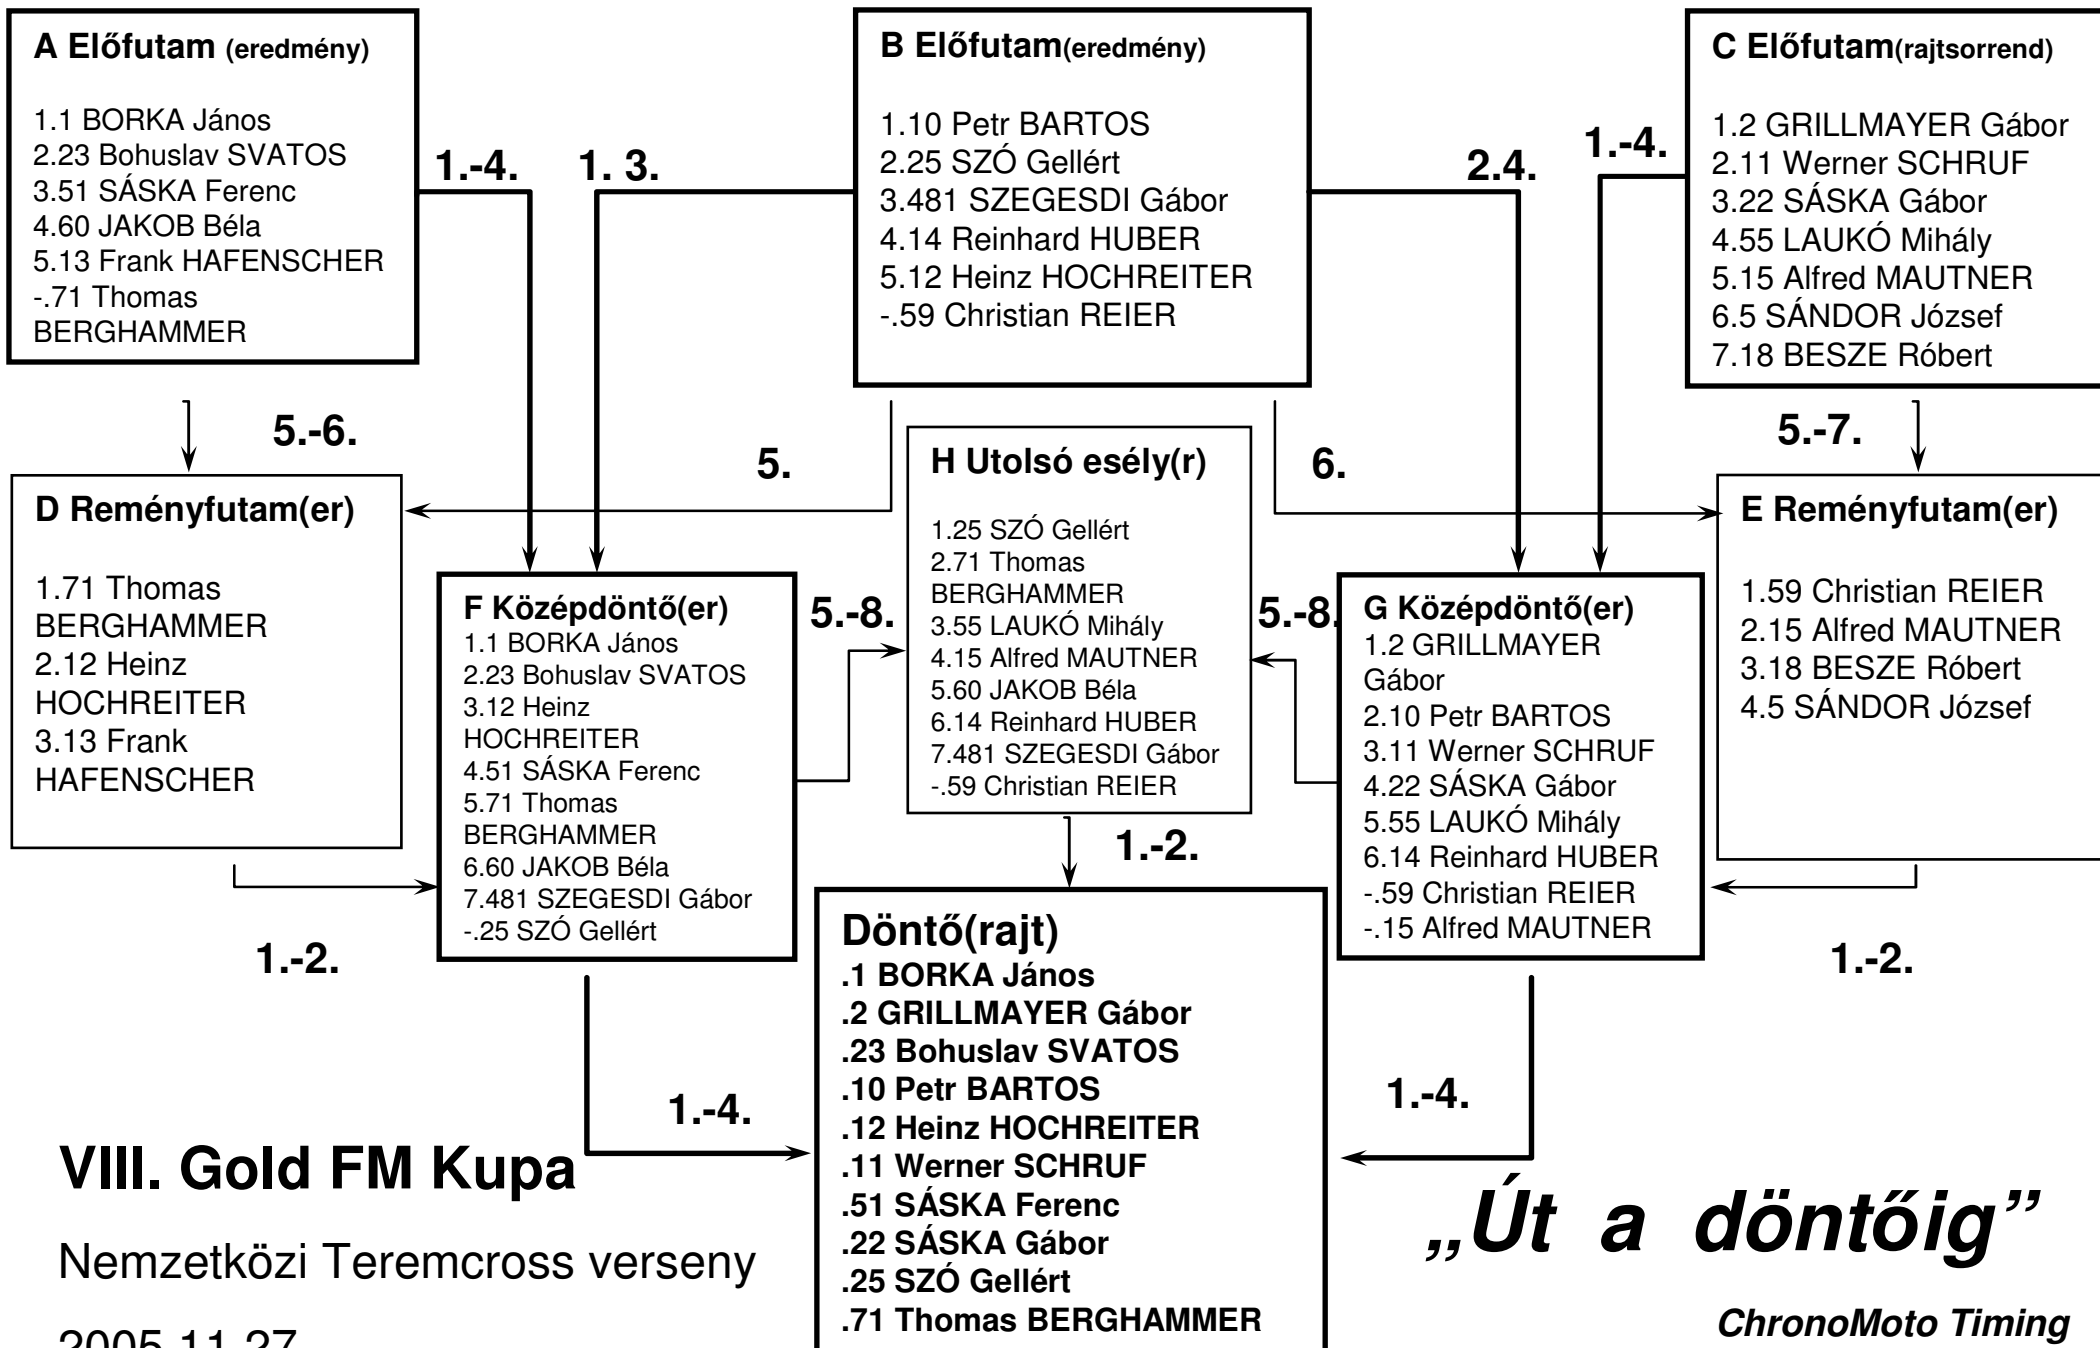 A Előfutam (eredmény)
1.1 BORKA János
2.23 Bohuslav SVATOS
3.51 SÁSKA Ferenc
4.60 JAKOB Béla
5.13 Frank HAFENSCHER
-.71 Thomas
BERGHAMMER
1.-4.
1. 3.
B Előfutam(eredmény)
1.10 Petr BARTOS
2.25 SZÓ Gellért
3.481 SZEGESDI Gábor
4.14 Reinhard HUBER
5.12 Heinz HOCHREITER
-.59 Christian REIER
2.4.
1.-4.
C Előfutam(rajtsorrend)
1.2 GRILLMAYER Gábor
2.11 Werner SCHRUF
3.22 SÁSKA Gábor
4.55 LAUKÓ Mihály
5.15 Alfred MAUTNER
6.5 SÁNDOR József
7.18 BESZE Róbert
5.-6.
5.
6.
5.-7.
D Reményfutam(er)
1.71 Thomas
BERGHAMMER
2.12 Heinz
HOCHREITER
3.13 Frank
HAFENSCHER
1.-2.
F Középdöntő(er)
1.1 BORKA János
2.23 Bohuslav SVATOS
3.12 Heinz
HOCHREITER
4.51 SÁSKA Ferenc
5.71 Thomas
BERGHAMMER
6.60 JAKOB Béla
7.481 SZEGESDI Gábor
-.25 SZÓ Gellért
5.-8.
H Utolsó esély(r)
1.25 SZÓ Gellért
2.71 Thomas
BERGHAMMER
3.55 LAUKÓ Mihály
4.15 Alfred MAUTNER
5.60 JAKOB Béla
6.14 Reinhard HUBER
7.481 SZEGESDI Gábor
-.59 Christian REIER
1.-2.
5.-8.
G Középdöntő(er)
1.2 GRILLMAYER
Gábor
2.10 Petr BARTOS
3.11 Werner SCHRUF
4.22 SÁSKA Gábor
5.55 LAUKÓ Mihály
6.14 Reinhard HUBER
-.59 Christian REIER
-.15 Alfred MAUTNER
E Reményfutam(er)
1.59 Christian REIER
2.15 Alfred MAUTNER
3.18 BESZE Róbert
4.5 SÁNDOR József
1.-2.
1.-4.
Döntő(rajt)
.1 BORKA János
.2 GRILLMAYER Gábor
.23 Bohuslav SVATOS
.10 Petr BARTOS
.12 Heinz HOCHREITER
.11 Werner SCHRUF
.51 SÁSKA Ferenc
.22 SÁSKA Gábor
.25 SZÓ Gellért
.71 Thomas BERGHAMMER
1.-4.
VIII. Gold FM Kupa
Nemzetközi Teremcross verseny
2005 11 27
„Út a döntőig”
ChronoMoto Timing